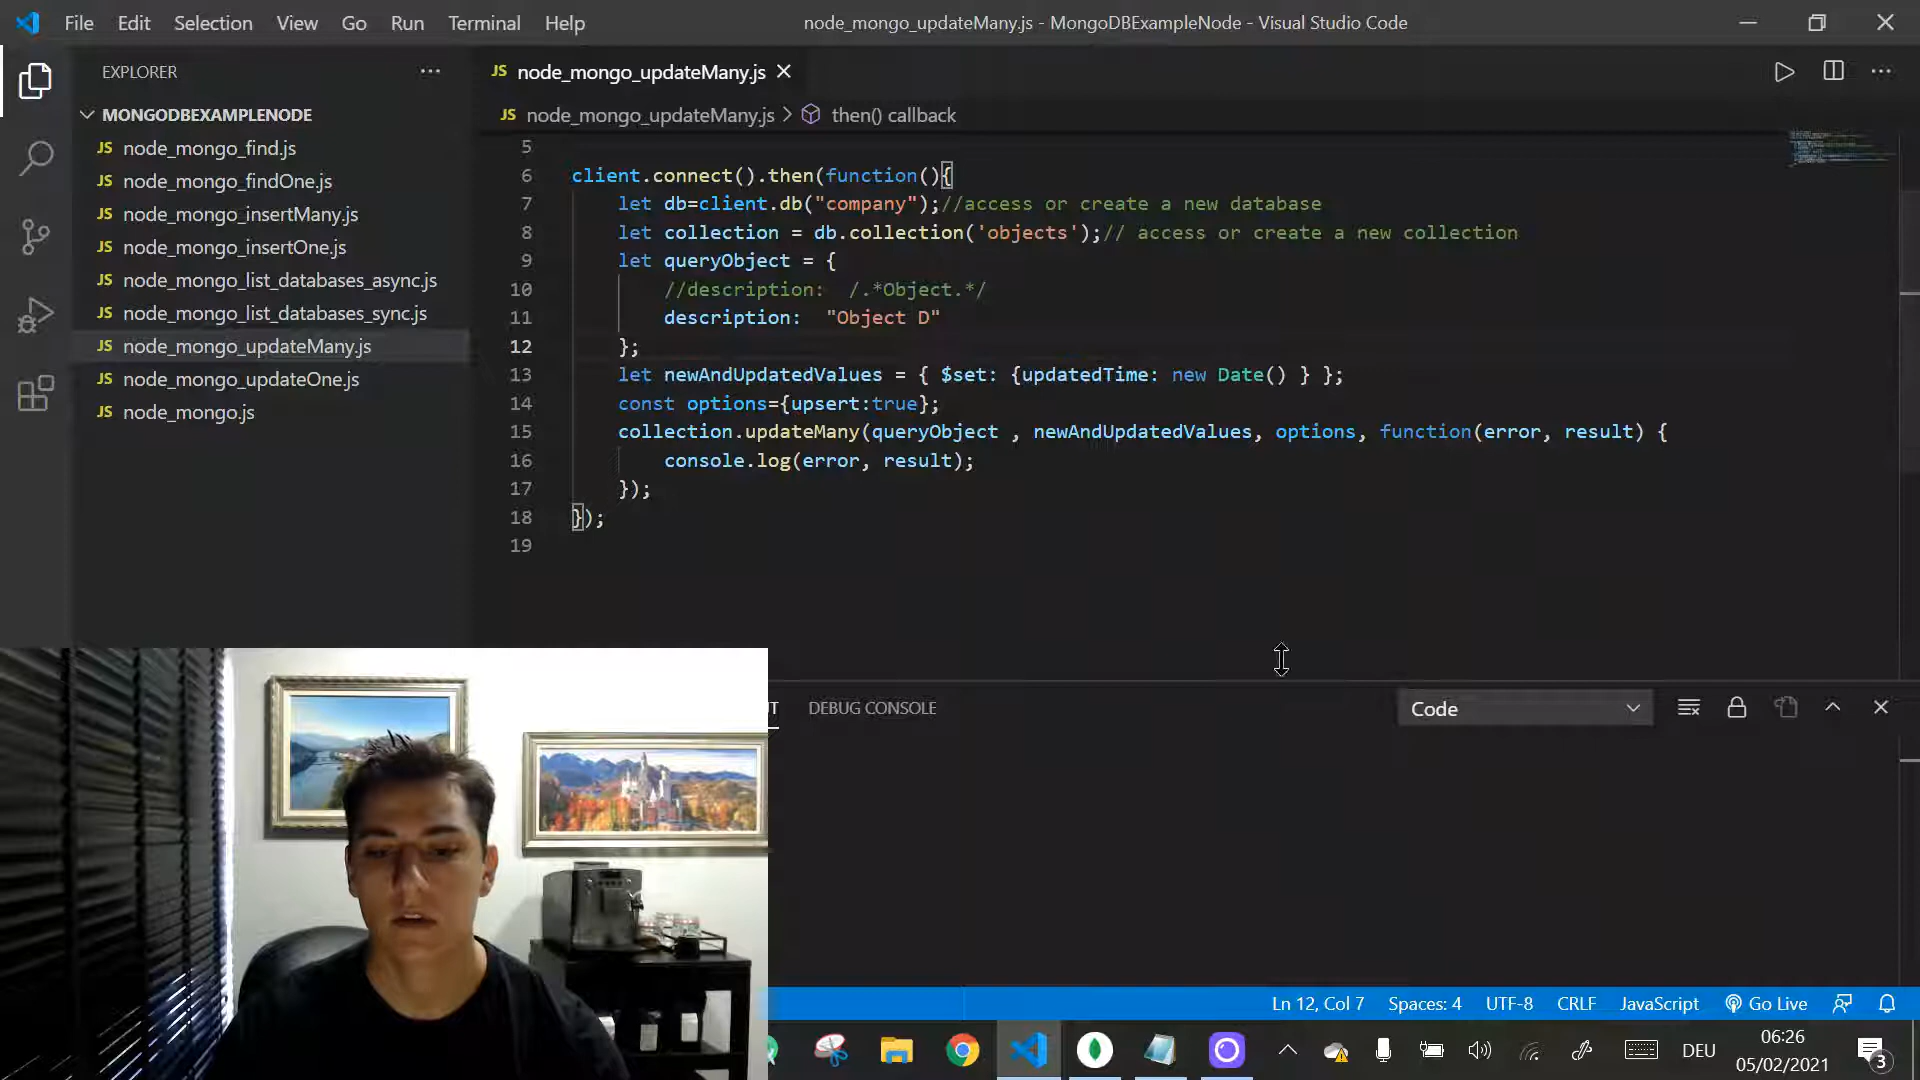 File Edit Selection View Go Run Terminal Help
node_mongo_updateMany.js - MongoDBExampleNode - Visual Studio Code
EXPLORER
MONGODBEXAMPLENODE
JS node_mongo_find.js
JS node_mongo_findOne.js
JS node_mongo_insertMany.js
JS node_mongo_insertOne.js
JS node_mongo_list_databases_async.js
JS node_mongo_list_databases_sync.js
JS node_mongo_updateMany.js
JS node_mongo_updateOne.js
JS node_mongo.js
JS node_mongo_updateMany.js
JS node_mongo_updateMany.js > then() callback
5
6 client.connect().then(function(){
7 let db=client.db("company");//access or create a new database
8 let collection = db.collection('objects');// access or create a new collection
9 let queryObject = {
10 //description: /.*Object.*/
11 description: "Object D"
12 };
13 let newAndUpdatedValues = { $set: {updatedTime: new Date() } };
14 const options={upsert:true};
15 collection.updateMany(queryObject , newAndUpdatedValues, options, function(error, result) {
16 console.log(error, result);
17 });
18 });
19
T DEBUG CONSOLE
Code
Ln 12, Col 7 Spaces: 4 UTF-8 CRLF JavaScript Go Live
DEU
06:26
05/02/2021
3